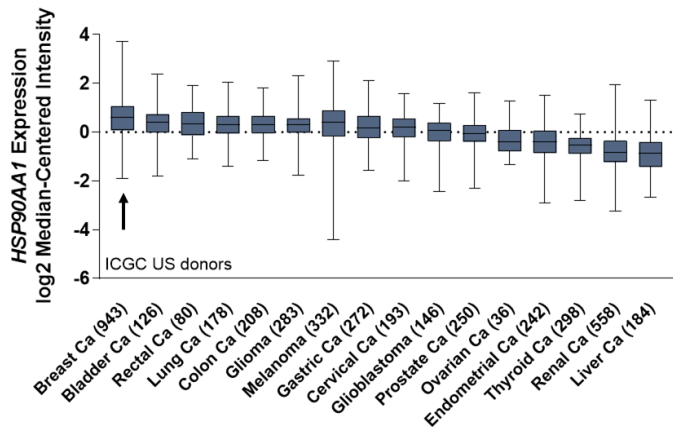 HSP90AA1 Expression
log2 Median-Centered Intensity
4
2
0
-2
-4
-6
ICGC US donors
Breast Ca (943)
Bladder Ca (126)
Rectal Ca (80)
Lung Ca (178)
Colon Ca (208)
Glioma (283)
Melanoma (332)
Gastric Ca (272)
Cervical Ca (193)
Glioblastoma (146)
Prostate Ca (250)
Ovarian Ca (36)
Endometrial Ca (242)
Thyroid Ca (298)
Renal Ca (558)
Liver Ca (184)